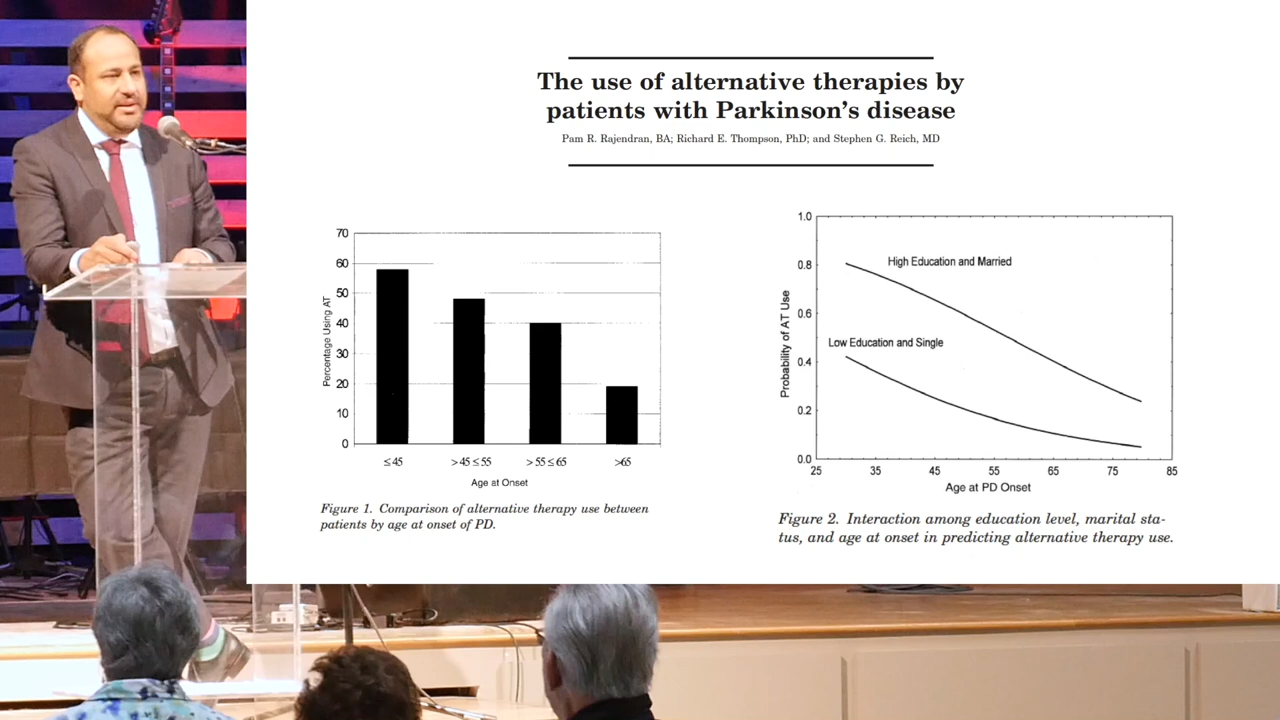 The use of alternative therapies by
patients with Parkinson's disease
Pam R. Rajendran, BA; Richard E. Thompson, PhD; and Stephen G. Reich, MD
70
60
50
40
30
20
10
0
Percentage Using AT
≤45
>45≤55
>55≤65
>65
Age at Onset
Figure 1. Comparison of alternative therapy use between
patients by age at onset of PD.
1.0
0.8
0.6
0.4
0.2
0.0
Probability of AT Use
High Education and Married
Low Education and Single
25
35
45
55
65
75
85
Age at PD Onset
Figure 2. Interaction among education level, marital sta-
tus, and age at onset in predicting alternative therapy use.